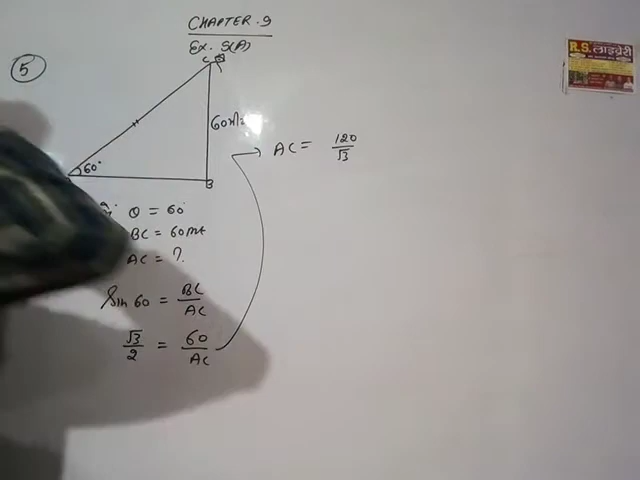 CHAPTER.9
Ex. 9(A)
5
C
60°
B
θ = 60°
BC = 60mt
AC = ?
Sin 60 = BC/AC
√3/2 = 60/AC
AC = 120/√3
R.S. लाइब्रेरी